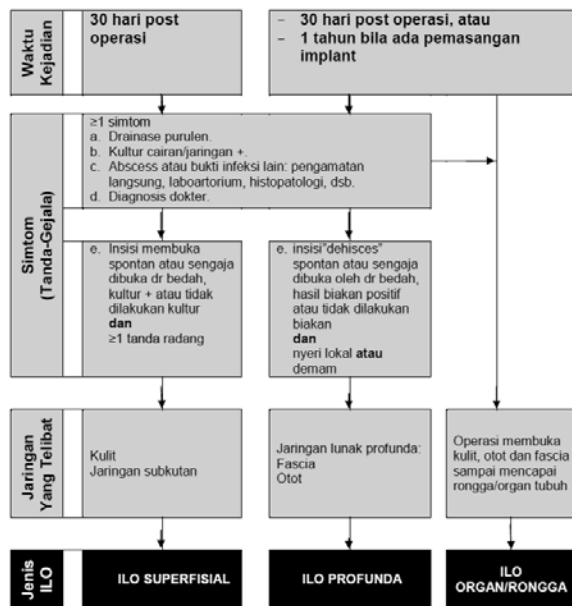 Waktu
Kejadian
30 hari post
operasi
− 30 hari post operasi, atau
− 1 tahun bila ada pemasangan
implant
Simtom
(Tanda-Gejala)
≥1 simtom
a. Drainase purulen.
b. Kultur cairan/jaringan +.
c. Abscess atau bukti infeksi lain: pengamatan
langsung, laboartorium, histopatologi, dsb.
d. Diagnosis dokter.
e. Insisi membuka
spontan atau sengaja
dibuka dr bedah,
kultur + atau tidak
dilakukan kultur
dan
≥1 tanda radang
e. insisi"dehisces"
spontan atau sengaja
dibuka oleh dr bedah,
hasil biakan positif
atau tidak dilakukan
biakan
dan
nyeri lokal atau
demam
Jaringan
Yang Telibat
Kulit
Jaringan subkutan
Jaringan lunak profunda:
Fascia
Otot
Operasi membuka
kulit, otot dan fascia
sampai mencapai
rongga/organ tubuh
Jenis
ILO
ILO SUPERFISIAL
ILO PROFUNDA
ILO
ORGAN/RONGGA